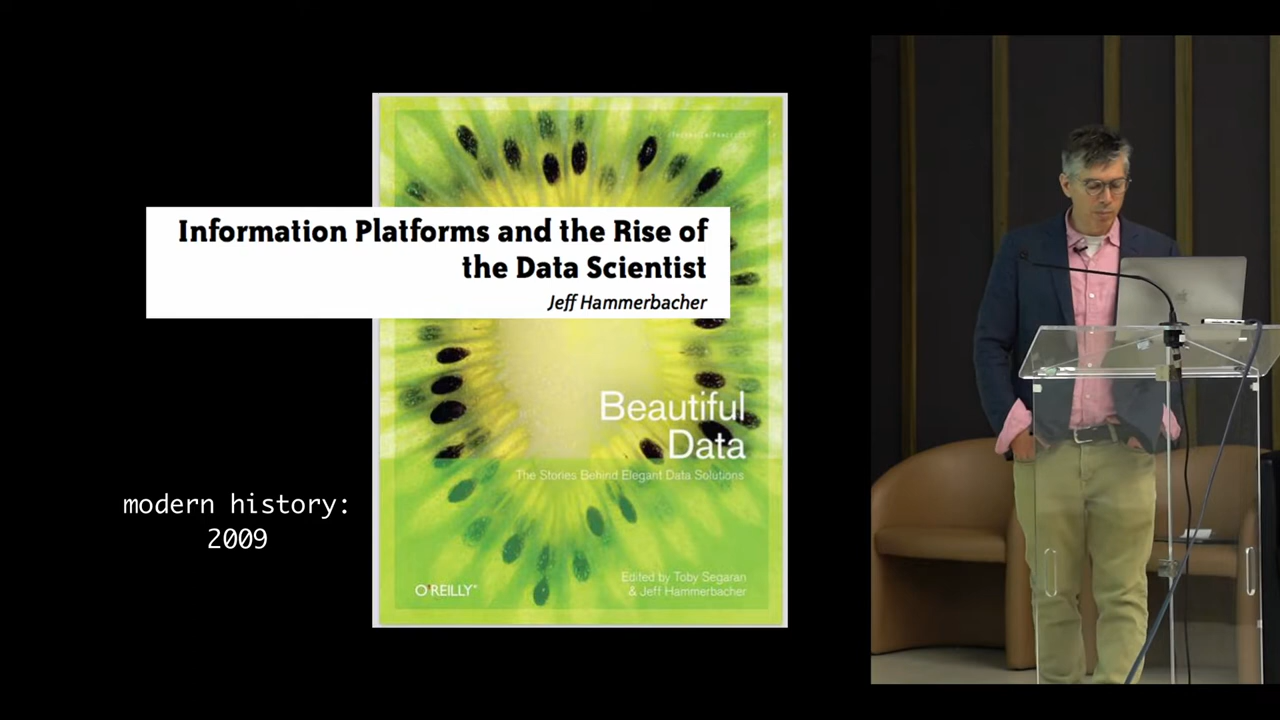 Information Platforms and the Rise of
the Data Scientist
Jeff Hammerbacher
Beautiful
Data
The Stories Behind Elegant Data Solutions
modern history:
2009
Edited by Toby Segaran
& Jeff Hammerbacher
O'REILLY®